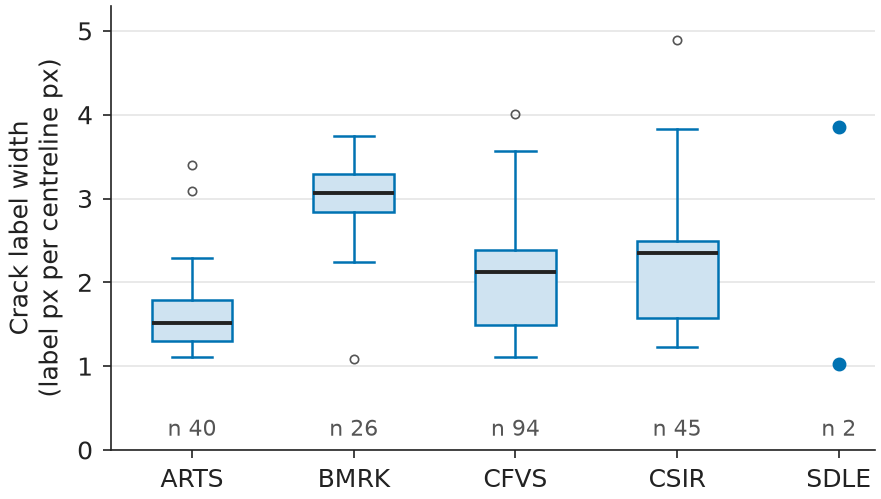 Crack label width
(label px per centreline px)
5
4
3
2
1
0
n 40
n 26
n 94
n 45
n 2
ARTS
BMRK
CFVS
CSIR
SDLE